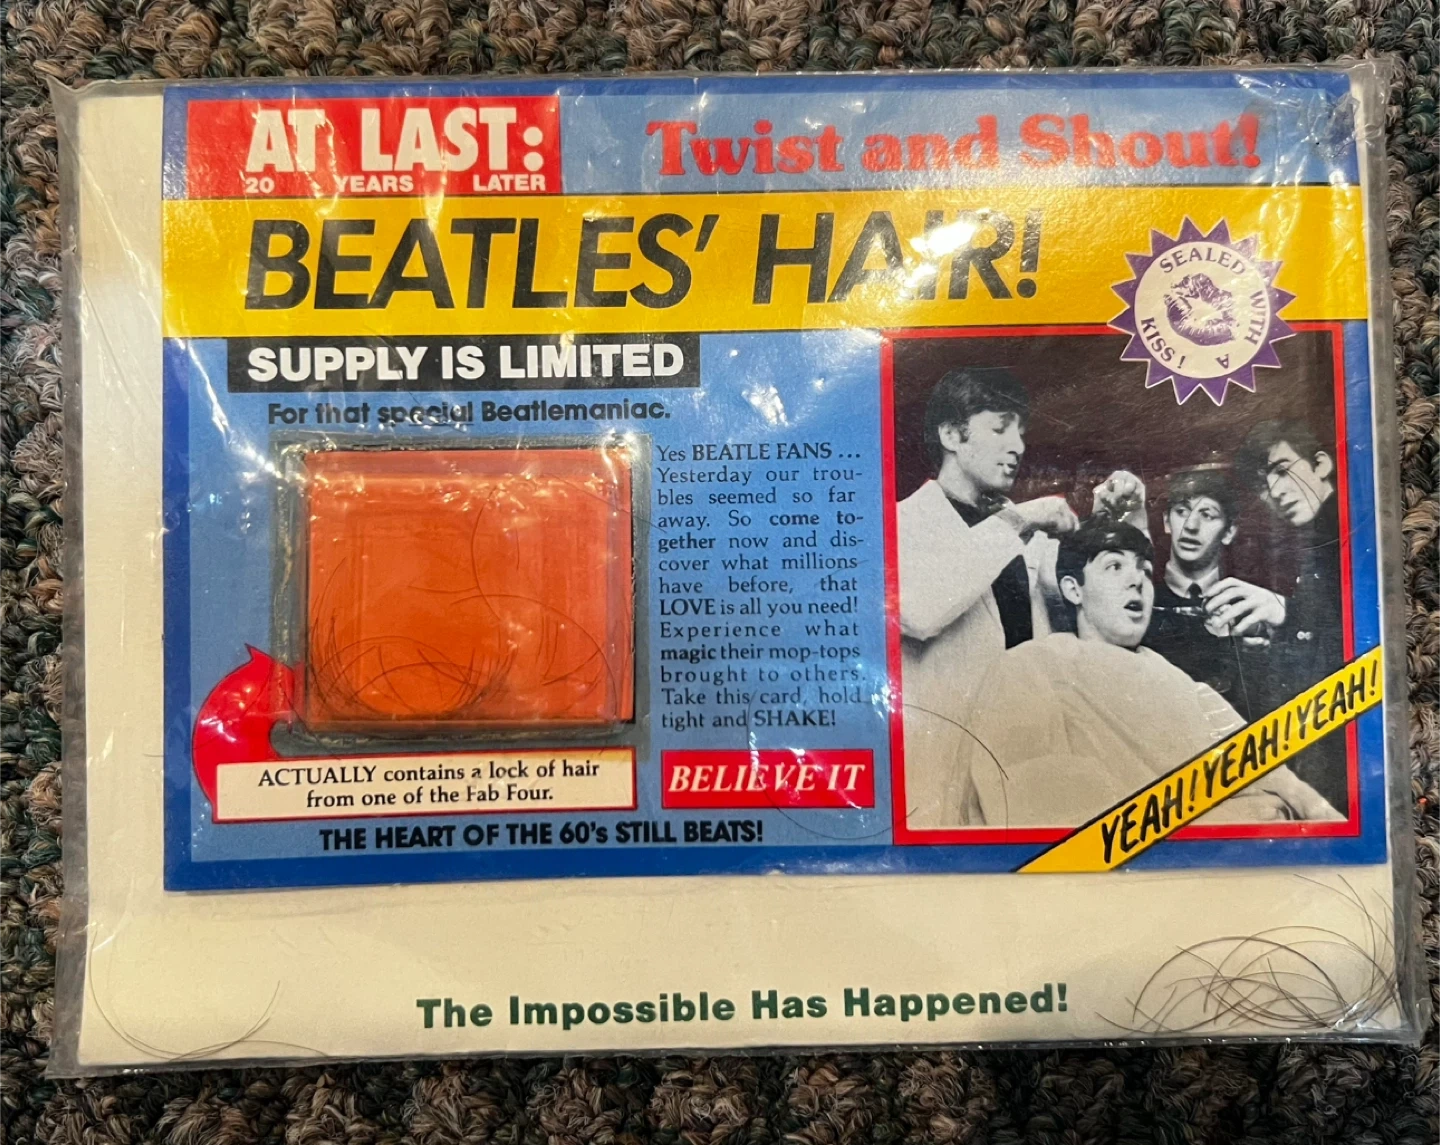 AT LAST:
20 YEARS LATER
Twist and Shout!
BEATLES' HAIR!
SEALED WITH A KISS!
SUPPLY IS LIMITED
For that special Beatlemaniac.
Yes BEATLE FANS ...
Yesterday our trou-
bles seemed so far
away. So come to-
gether now and dis-
cover what millions
have before, that
LOVE is all you need!
Experience what
magic their mop-tops
brought to others.
Take this card, hold
tight and SHAKE!
ACTUALLY contains a lock of hair
from one of the Fab Four.
BELIEVE IT
THE HEART OF THE 60's STILL BEATS!
YEAH! YEAH! YEAH!
The Impossible Has Happened!